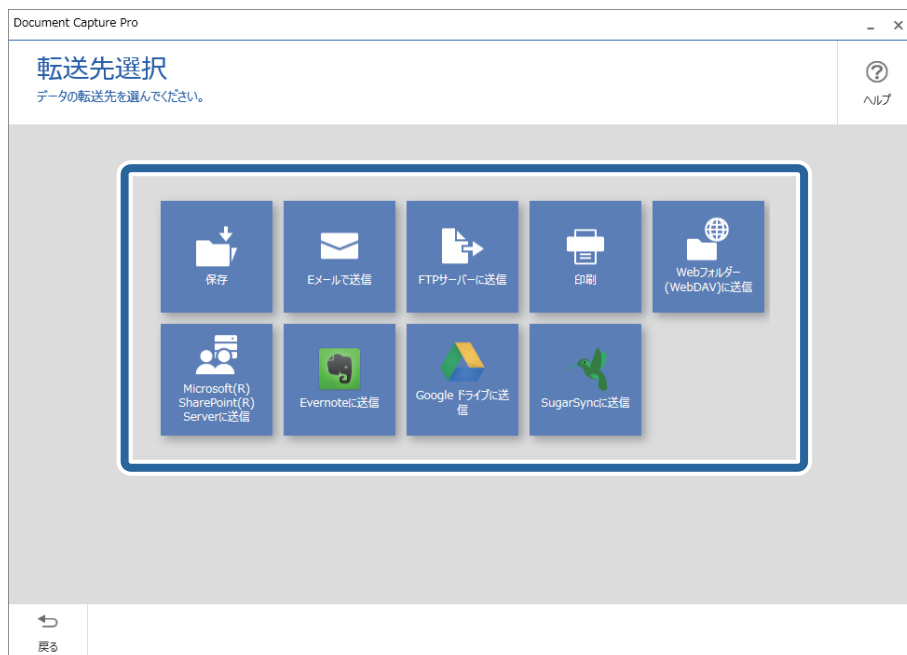 Document Capture Pro
転送先選択
データの転送先を選んでください。
ヘルプ
保存
Eメールで送信
FTPサーバーに送信
印刷
Webフォルダー
(WebDAV)に送信
Microsoft(R)
SharePoint(R)
Serverに送信
Evernoteに送信
Google ドライブに送
信
SugarSyncに送信
戻る